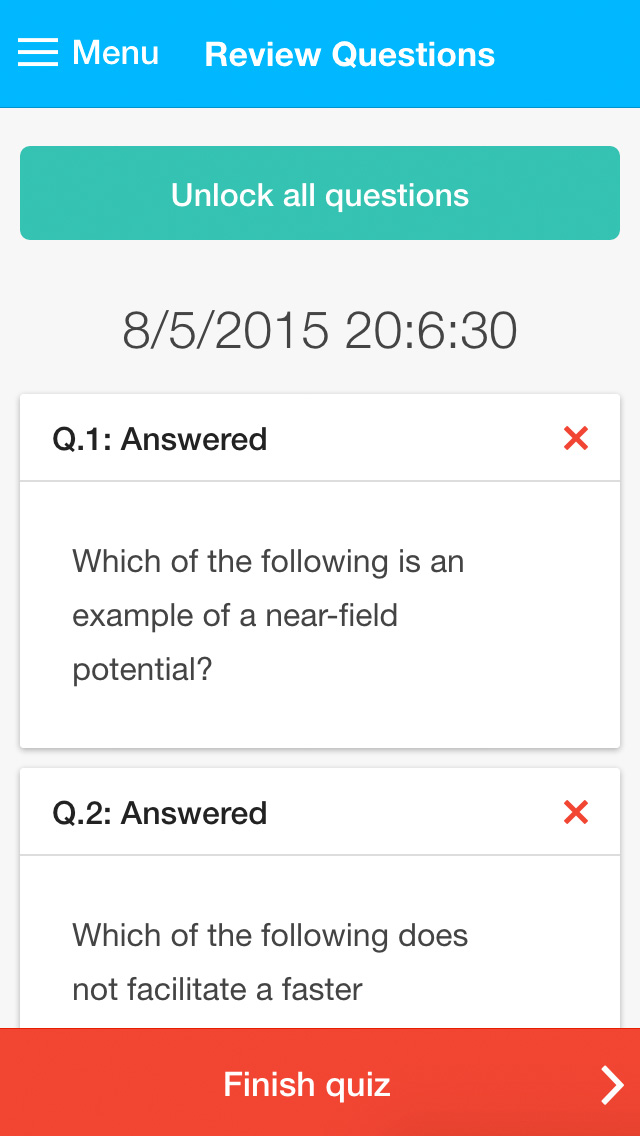 Menu Review Questions
Unlock all questions
8/5/2015 20:6:30
Q.1: Answered
Which of the following is an
example of a near-field
potential?
Q.2: Answered
Which of the following does
not facilitate a faster
Finish quiz